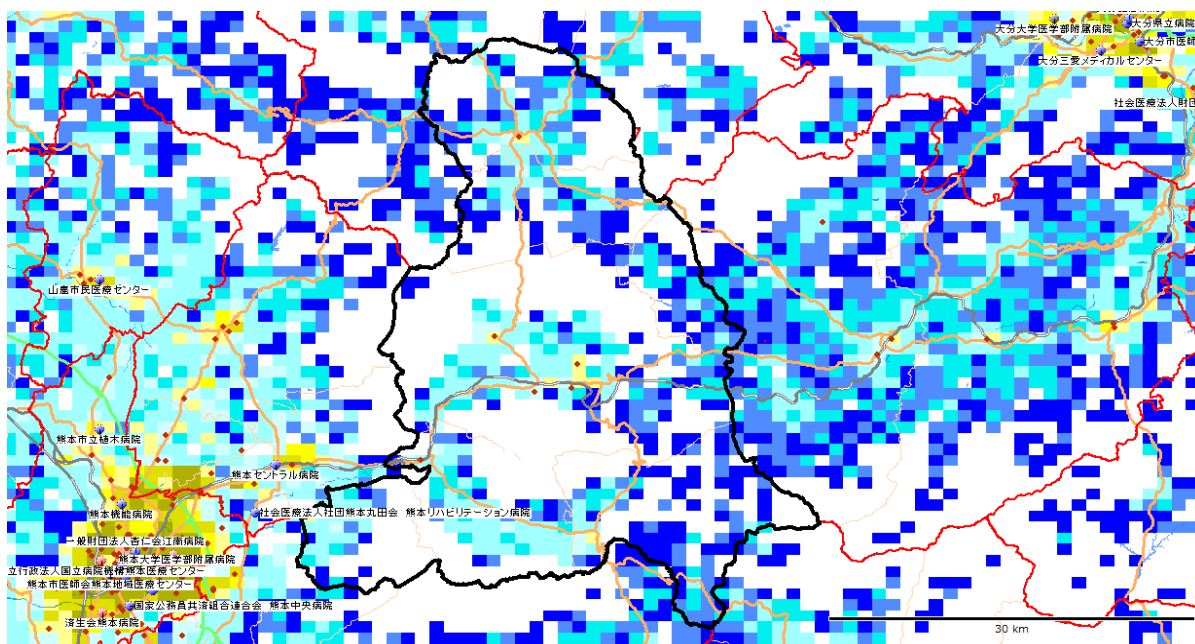 大分県立病院
大分大学医学部附属病院
大分市医師
大分三愛メディカルセンター
社会医療法人財団
山鹿市民医療センター
熊本市立植木病院
熊本セントラル病院
熊本機能病院
社会医療法人社団熊本丸田会 熊本リハビリテーション病院
一般財団法人杏仁会江南病院
熊本大学医学部附属病院
立行政法人国立病院機構熊本医療センター
熊本市医師会熊本地域医療センター
国家公務員共済組合連合会 熊本中央病院
済生会熊本病院
30 km